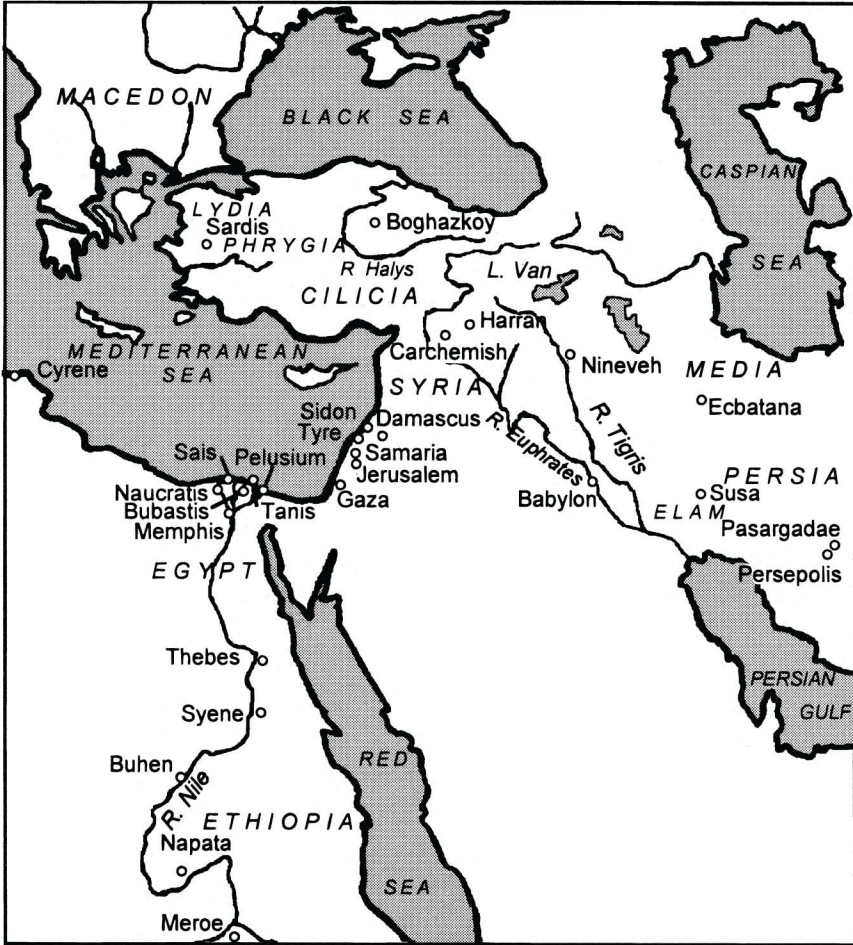 MACEDON
BLACK SEA
CASPIAN
SEA
LYDIA
Sardis
PHRYGIA
Boghazkoy
R Halys
L. Van
CILICIA
Harran
Carchemish
Nineveh
MEDITERRANEAN
SEA
Cyrene
SYRIA
MEDIA
Ecbatana
Sidon
Damascus
Tyre
R. Euphrates
R. Tigris
Sais
Pelusium
Samaria
Jerusalem
Naucratis
Bubastis
Tanis
Gaza
Memphis
Babylon
PERSIA
Susa
ELAM
Pasargadae
Persepolis
EGYPT
Thebes
PERSIAN
GULF
Syene
RED
Buhen
R. Nile
ETHIOPIA
Napata
SEA
Meroe